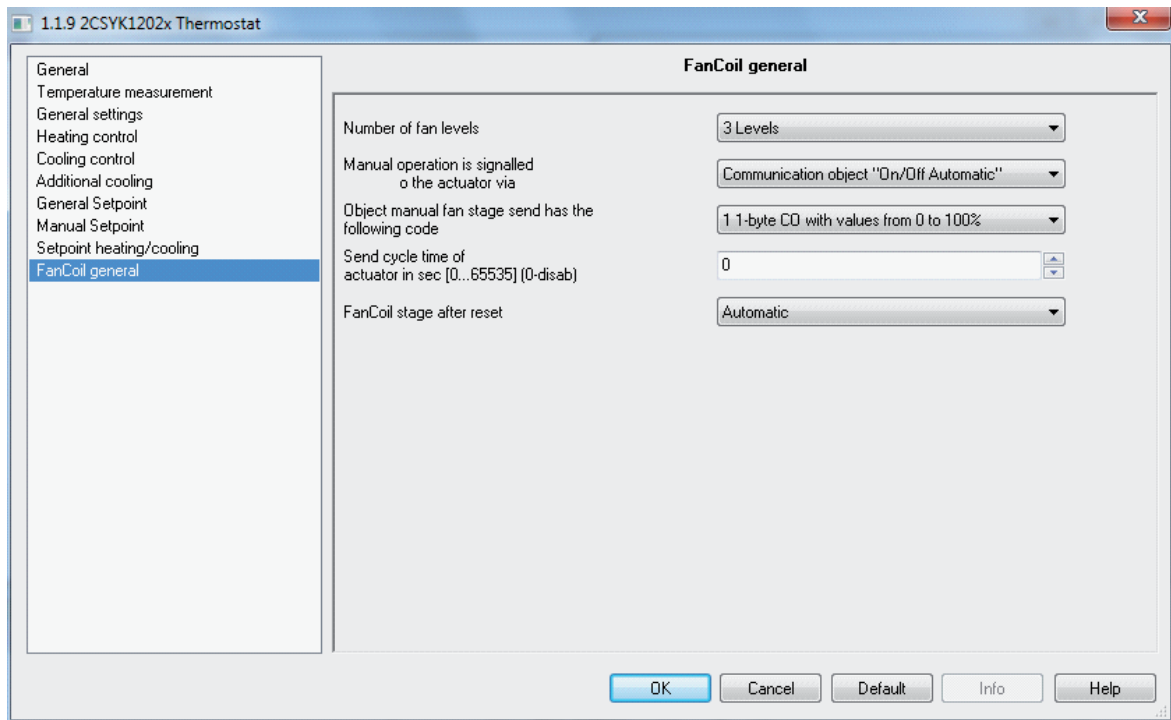 1.1.9 2CSYK1202x Thermostat
General
Temperature measurement
General settings
Heating control
Cooling control
Additional cooling
General Setpoint
Manual Setpoint
Setpoint heating/cooling
FanCoil general
FanCoil general
Number of fan levels
3 Levels
Manual operation is signalled
o the actuator via
Communication object "On/Off Automatic"
Object manual fan stage send has the
following code
1 1-byte CO with values from 0 to 100%
Send cycle time of
actuator in sec [0...65535] (0-disab)
0
FanCoil stage after reset
Automatic
OK
Cancel
Default
Info
Help